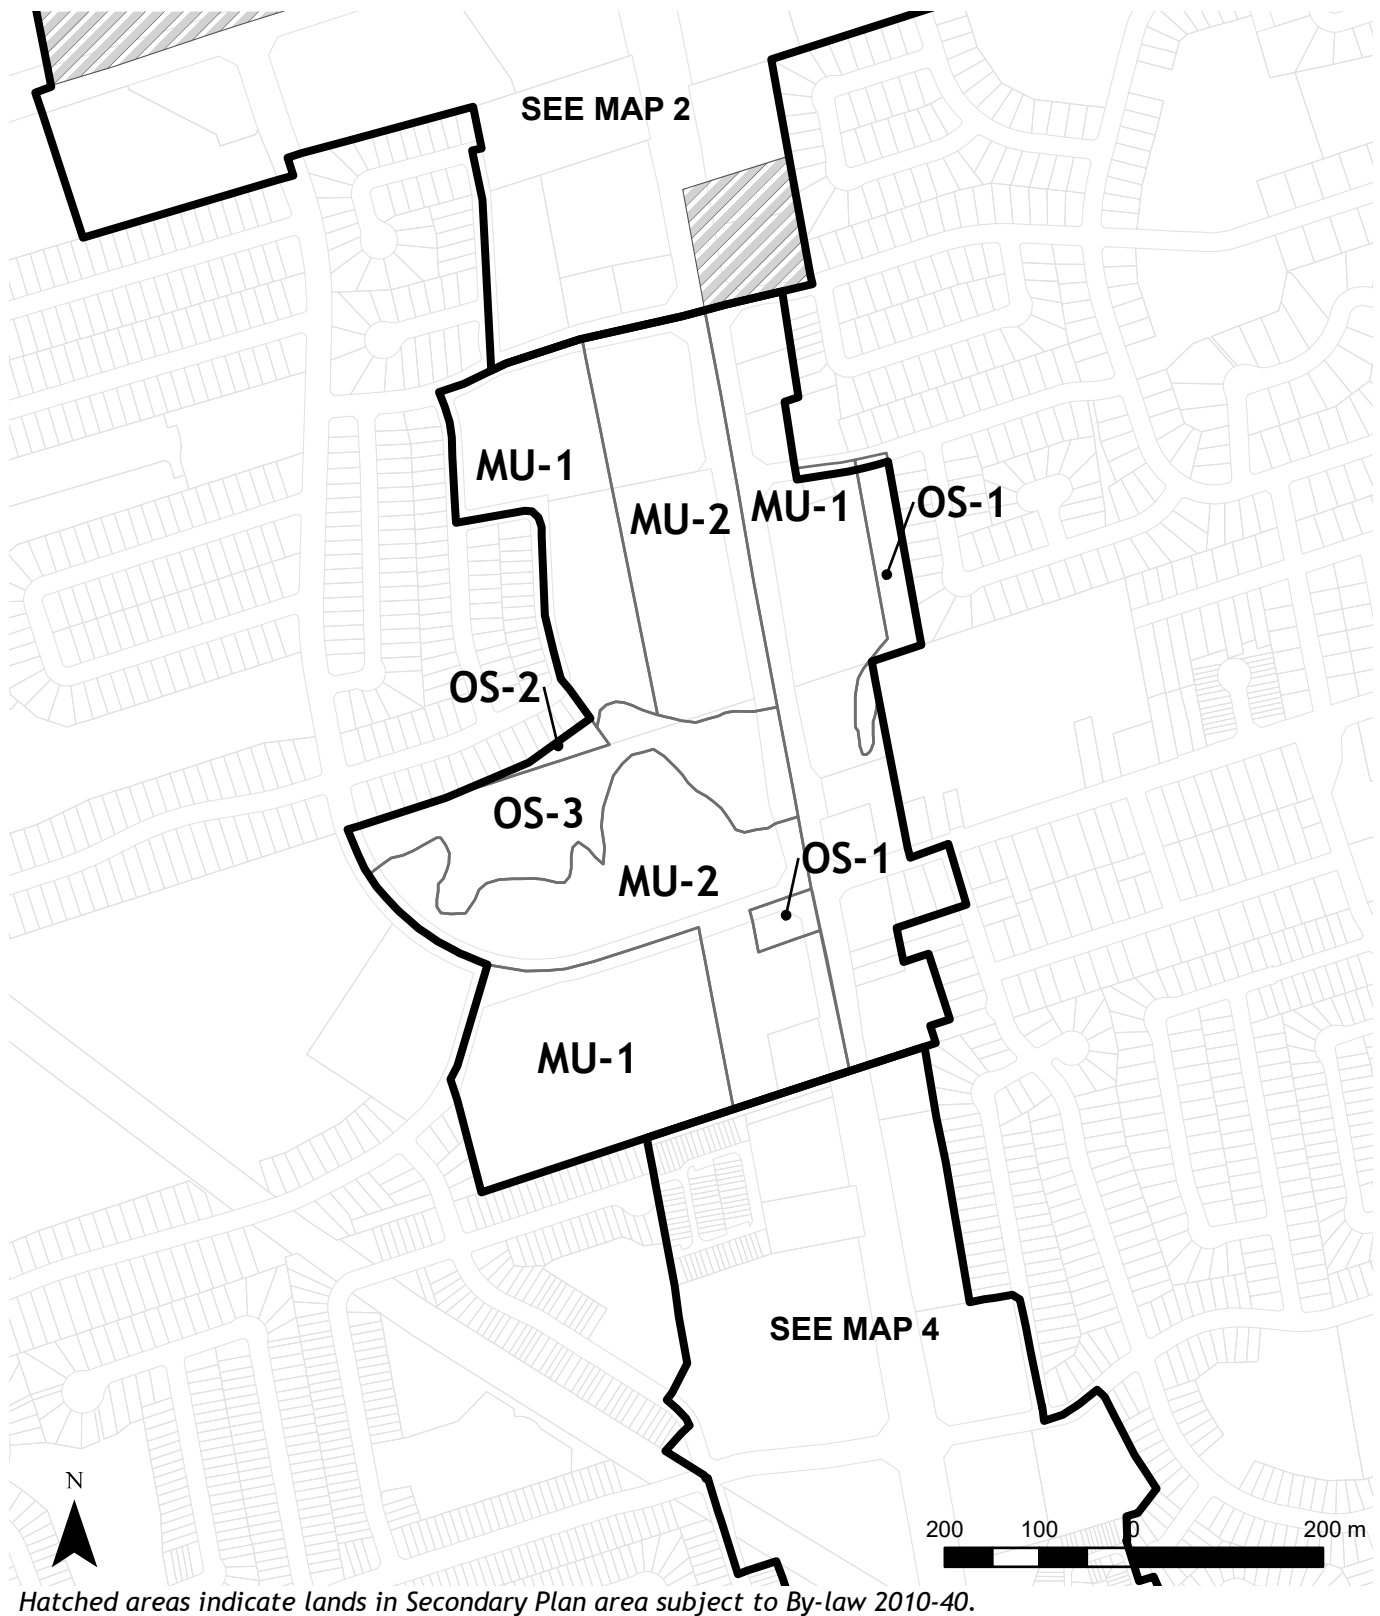 SEE MAP 2
MU-1
MU-2
MU-1
OS-1
OS-2
OS-3
MU-2
OS-1
MU-1
SEE MAP 4
N
200 100 0 200 m
Hatched areas indicate lands in Secondary Plan area subject to By-law 2010-40.